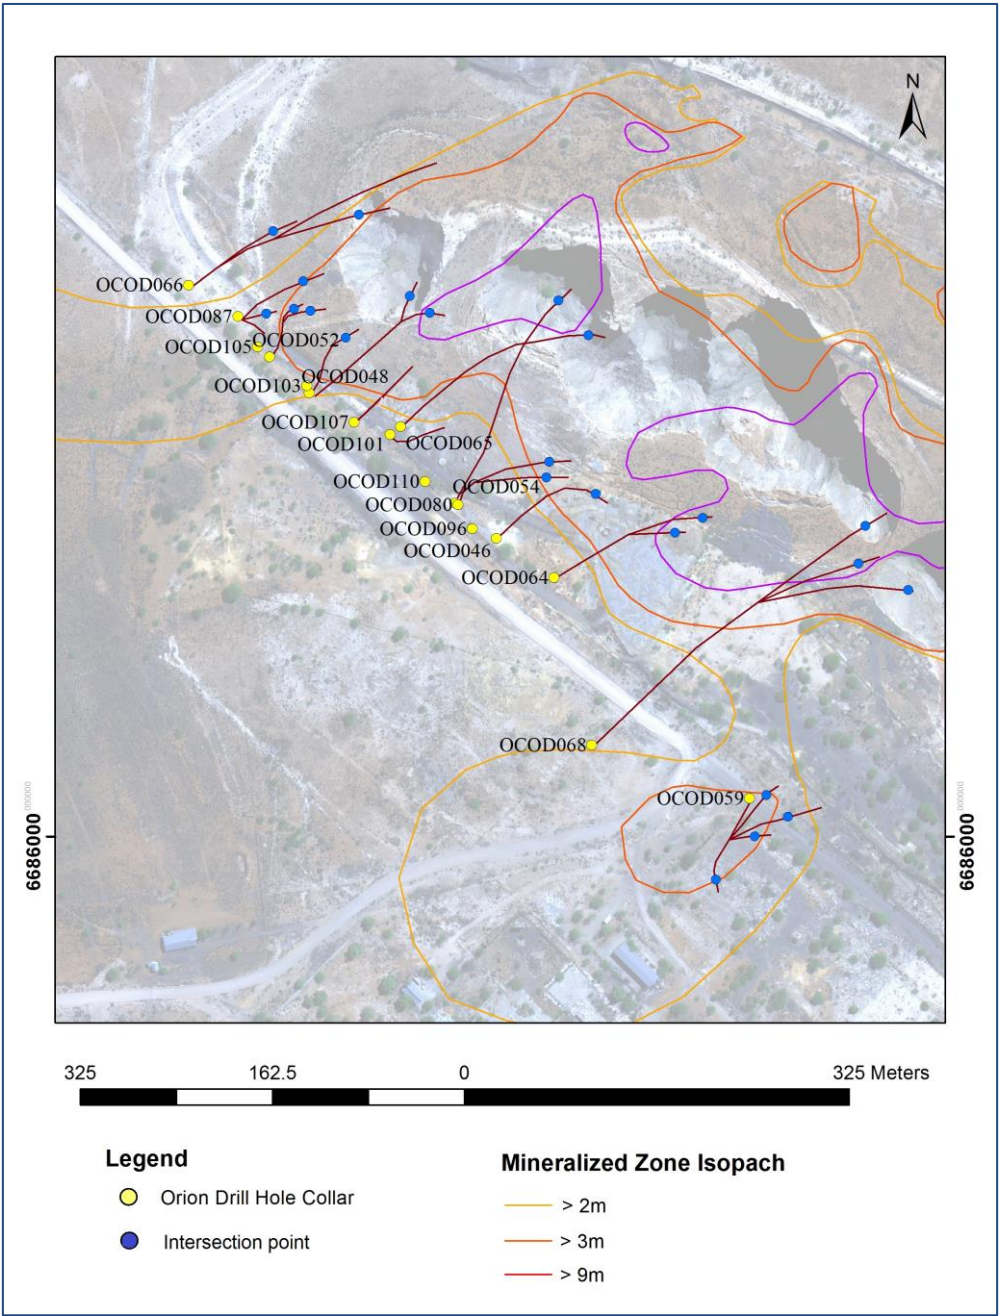 N
OCOD066
OCOD087
OCOD105
OCOD052
OCOD103
OCOD048
OCOD107
OCOD101
OCOD065
OCOD110
OCOD080
OCOD054
OCOD096
OCOD046
OCOD064
OCOD068
OCOD059
6686000
6686000
325 162.5 0 325 Meters
Legend
Orion Drill Hole Collar
Intersection point
Mineralized Zone Isopach
> 2m
> 3m
> 9m